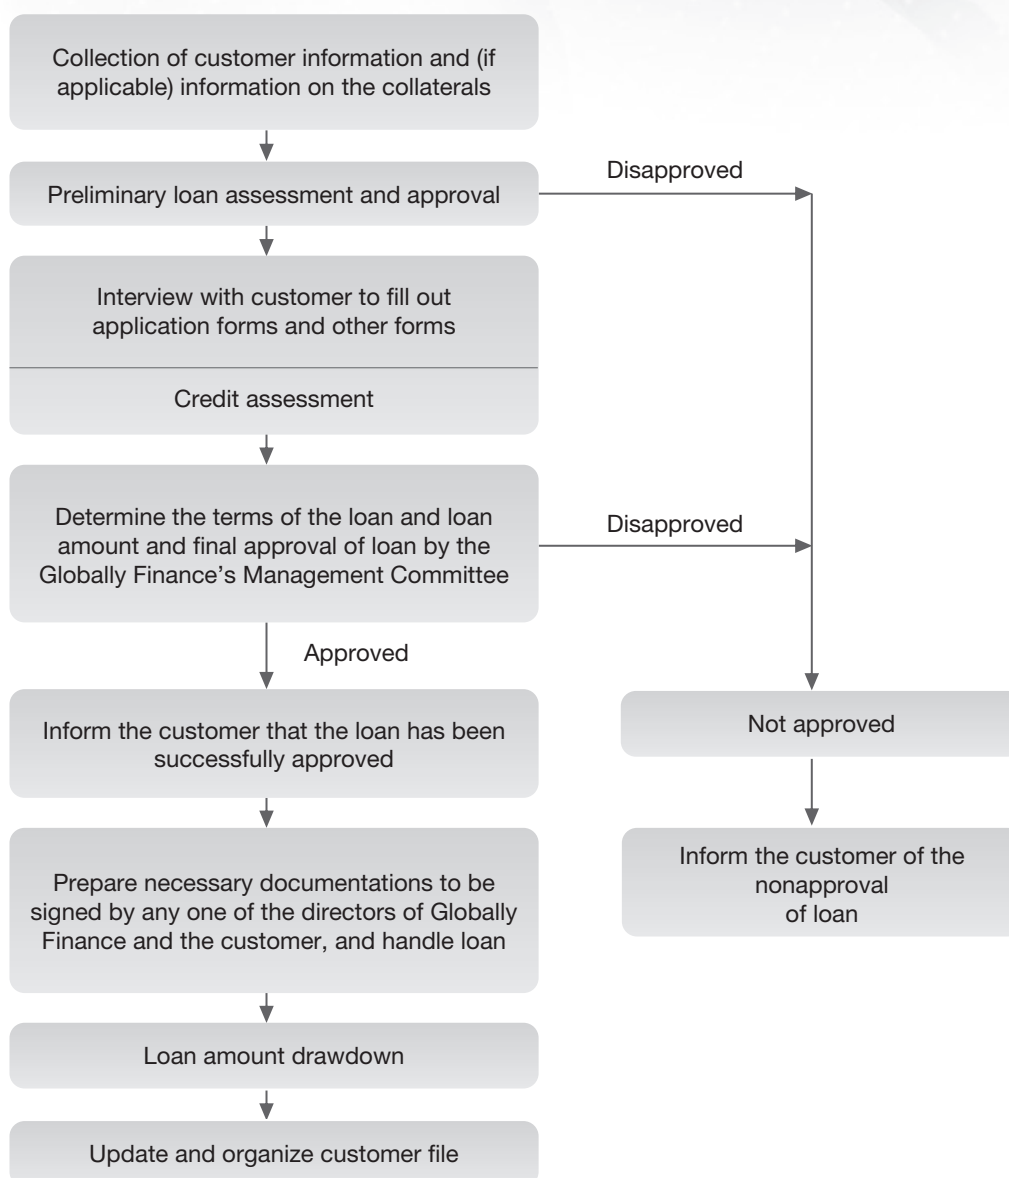 Collection of customer information and (if
applicable) information on the collaterals
Preliminary loan assessment and approval
Disapproved
Interview with customer to fill out
application forms and other forms
Credit assessment
Determine the terms of the loan and loan
amount and final approval of loan by the
Globally Finance’s Management Committee
Disapproved
Approved
Inform the customer that the loan has been
successfully approved
Not approved
Prepare necessary documentations to be
signed by any one of the directors of Globally
Finance and the customer, and handle loan
Inform the customer of the
nonapproval
of loan
Loan amount drawdown
Update and organize customer file